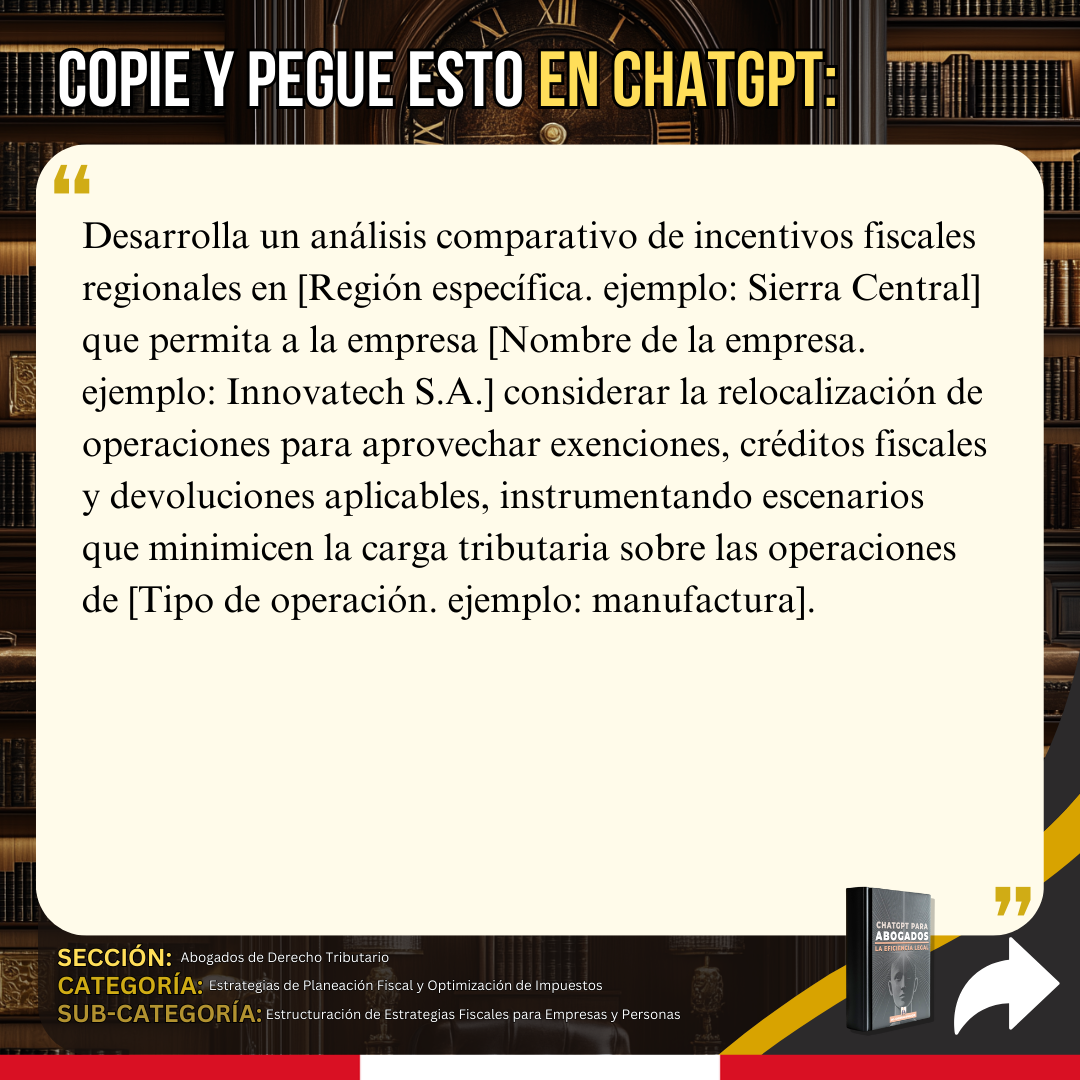 COPIE Y PEGUE ESTO EN CHATGPT:
“
Desarrolla un análisis comparativo de incentivos fiscales
regionales en [Región específica. ejemplo: Sierra Central]
que permita a la empresa [Nombre de la empresa.
ejemplo: Innovatech S.A.] considerar la relocalización de
operaciones para aprovechar exenciones, créditos fiscales
y devoluciones aplicables, instrumentando escenarios
que minimicen la carga tributaria sobre las operaciones
de [Tipo de operación. ejemplo: manufactura].
”
CHATGPT PARA
ABOGADOS
LA EFICIENCIA LEGAL
SECCIÓN: Abogados de Derecho Tributario
CATEGORÍA: Estrategias de Planeación Fiscal y Optimización de Impuestos
SUB-CATEGORÍA: Estructuración de Estrategias Fiscales para Empresas y Personas